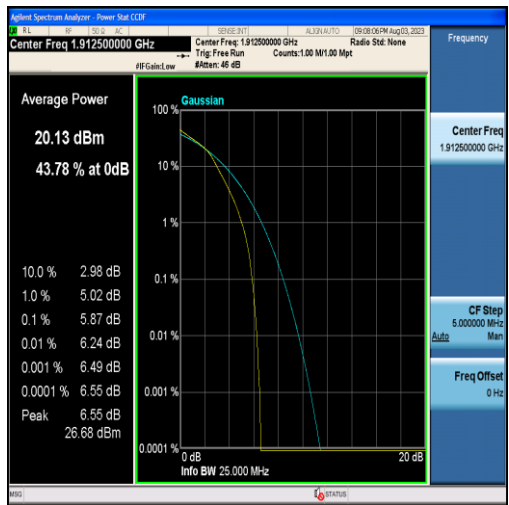 Agilent Spectrum Analyzer - Power Stat CCDF
RL RF 50 Ω AC SENSE:INT ALIGN AUTO 09:08:06 PM Aug 03, 2023
Center Freq 1.912500000 GHz
Center Freq: 1.912500000 GHz Radio Std: None
Trig: Free Run Counts:1.00 M/1.00 Mpt
#IFGain:Low #Atten: 46 dB
Frequency
Average Power
20.13 dBm
43.78 % at 0dB
10.0 % 2.98 dB
1.0 % 5.02 dB
0.1 % 5.87 dB
0.01 % 6.24 dB
0.001 % 6.49 dB
0.0001 % 6.55 dB
Peak 6.55 dB
26.68 dBm
Gaussian
100 %
10 %
1 %
0.1 %
0.01 %
0.001 %
0.0001 %
0 dB 20 dB
Info BW 25.000 MHz
Center Freq
1.912500000 GHz
CF Step
5.000000 MHz
Auto Man
Freq Offset
0 Hz
MSG STATUS